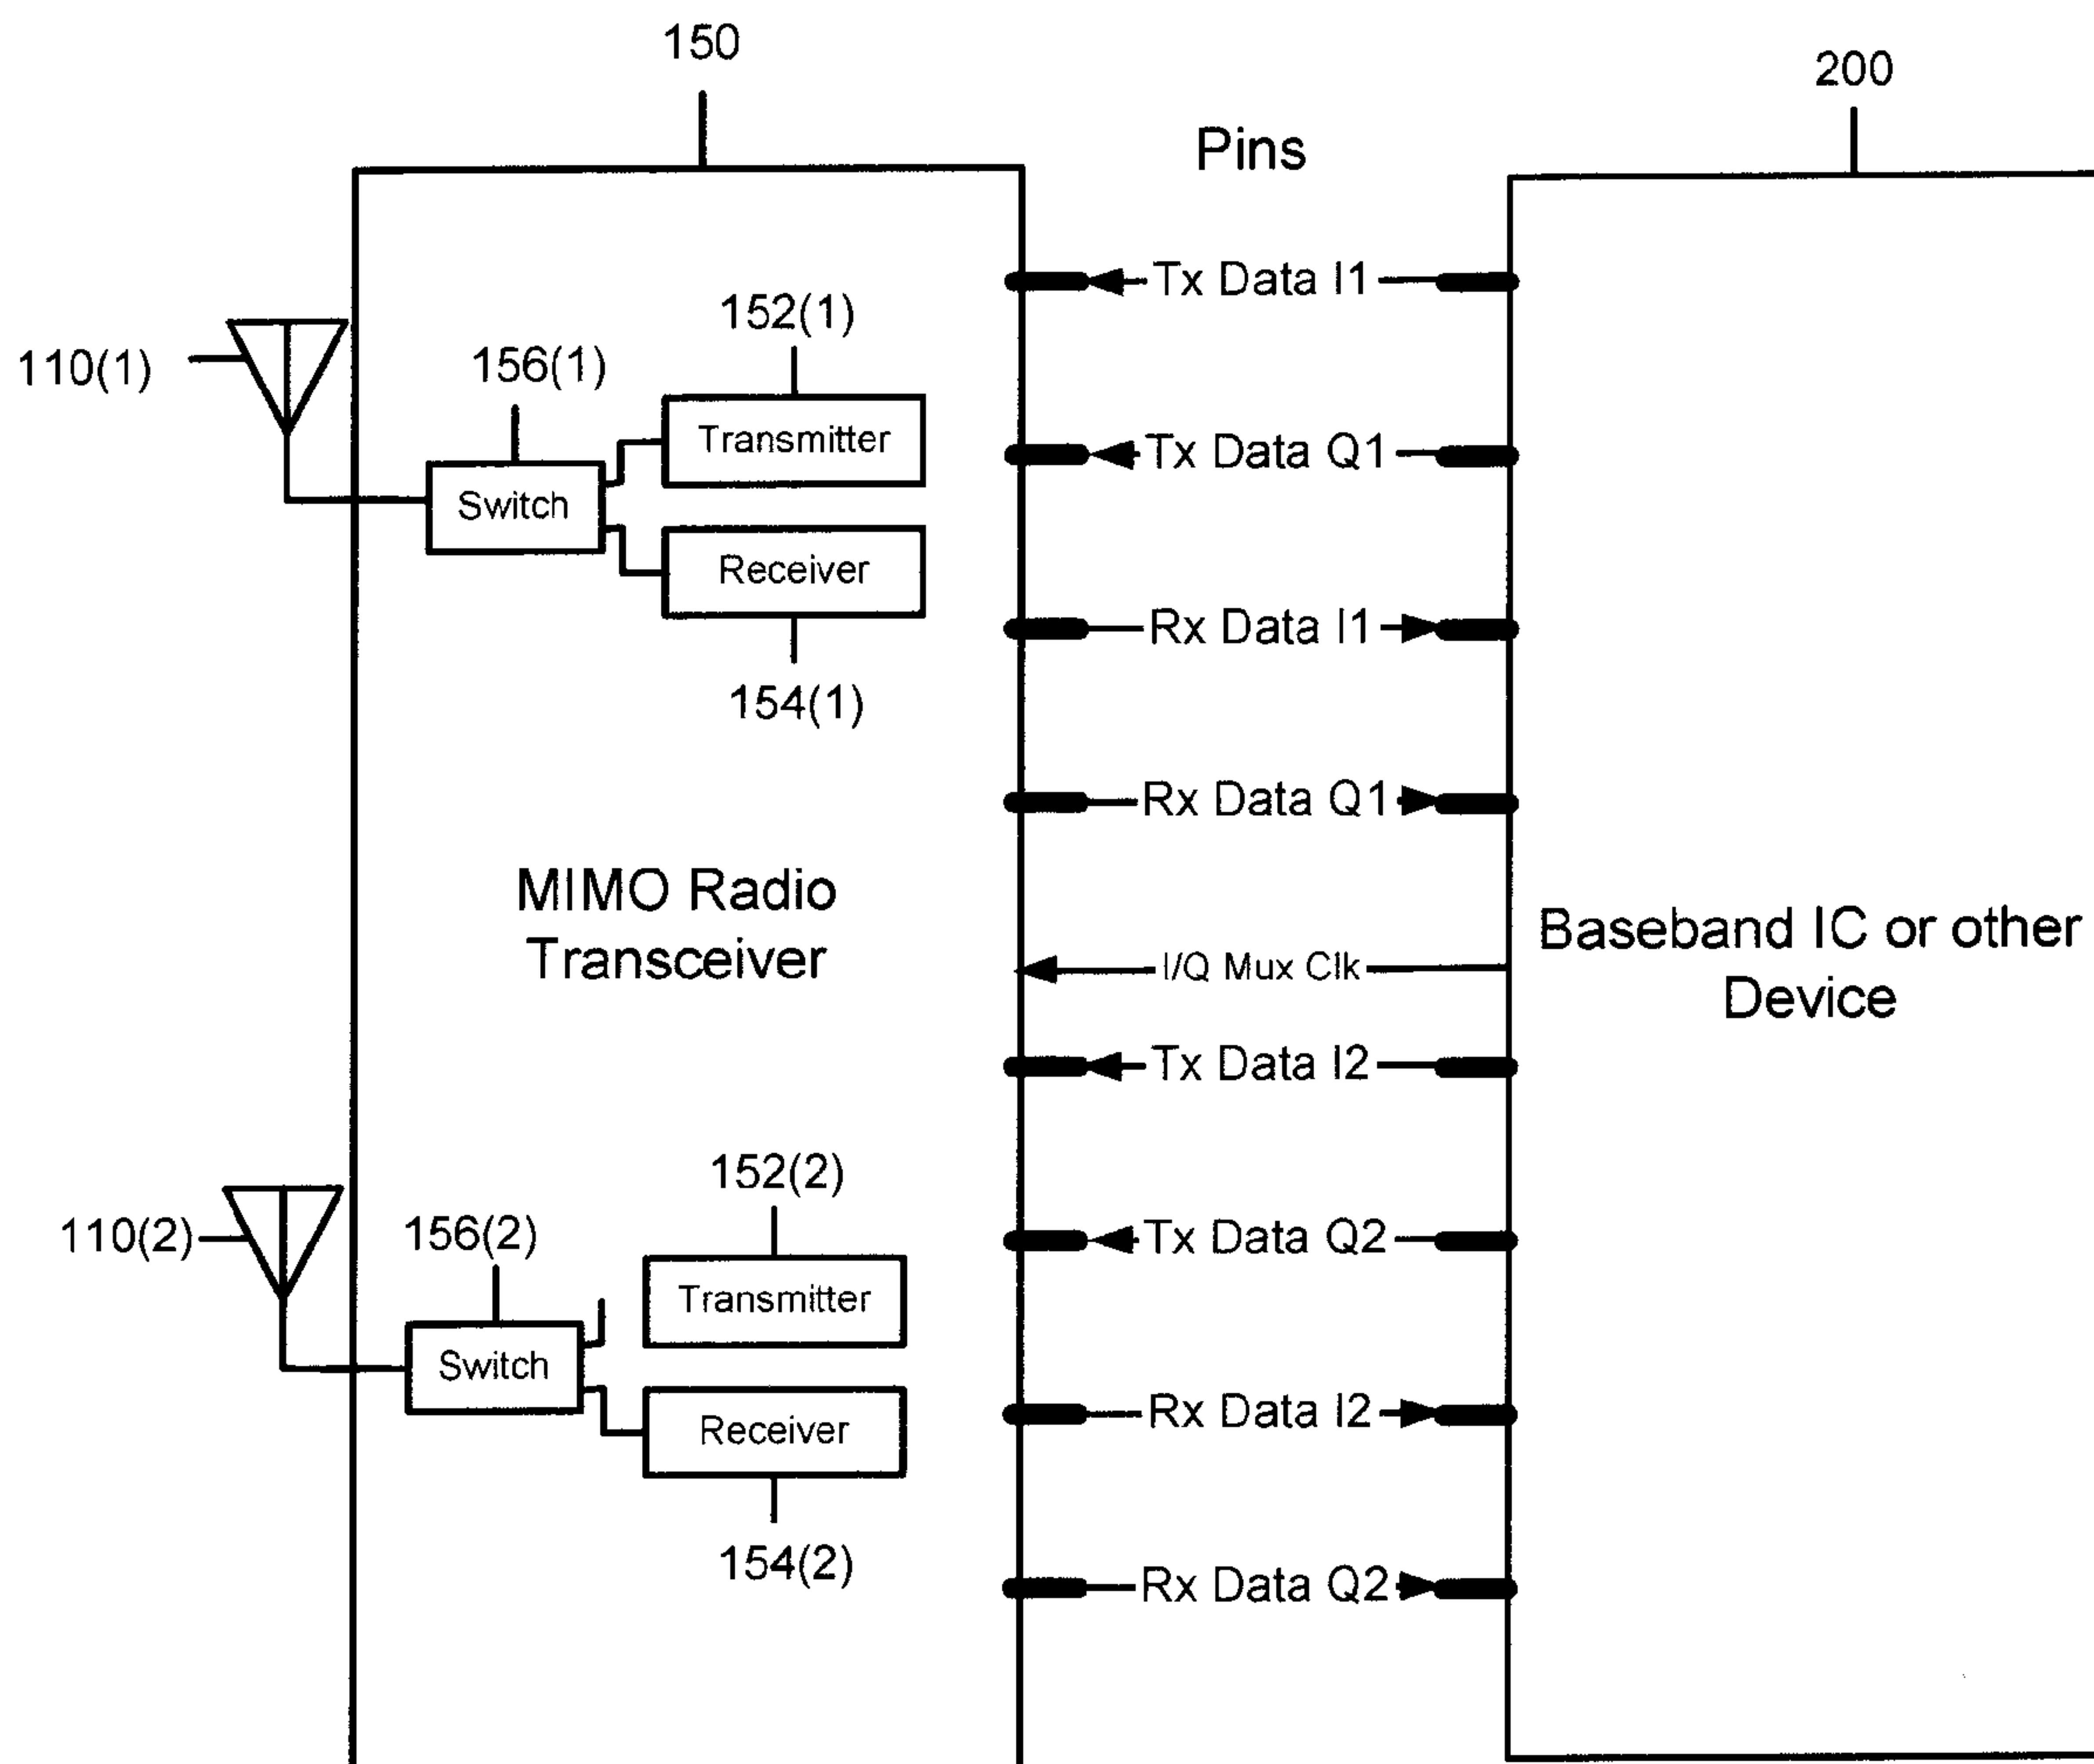 150
200
Pins
Tx Data I1
152(1)
110(1)
156(1)
Transmitter
Tx Data Q1
Switch
Receiver
Rx Data I1
154(1)
Rx Data Q1
MIMO Radio
Transceiver
Baseband IC or other
Device
I/Q Mux Clk
Tx Data I2
152(2)
110(2)
156(2)
Tx Data Q2
Transmitter
Switch
Receiver
Rx Data I2
154(2)
Rx Data Q2